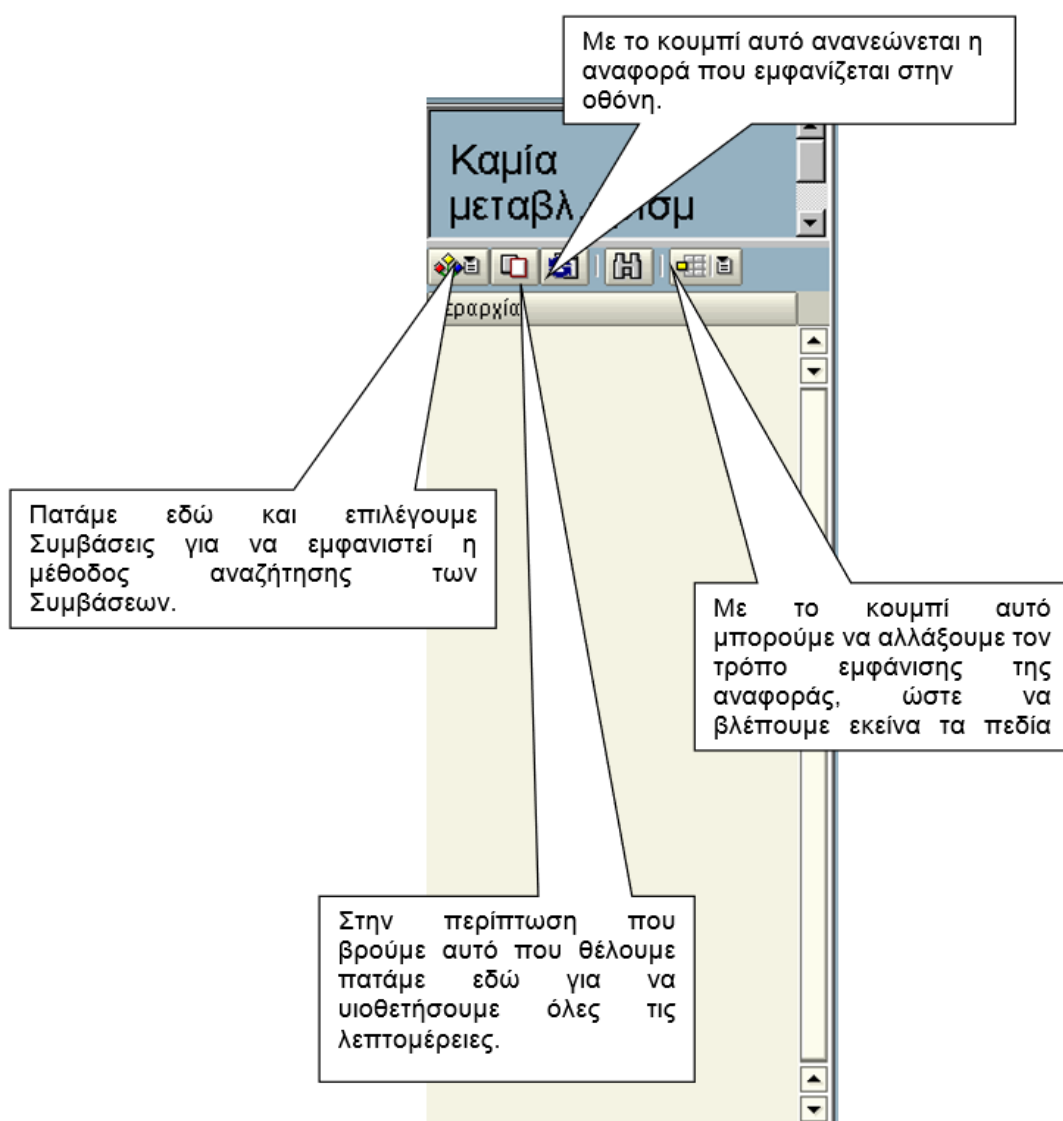 Με το κουμπί αυτό ανανεώνεται η
αναφορά που εμφανίζεται στην
οθόνη.
Καμία
μεταβλ.
Πατάμε εδώ και επιλέγουμε
Συμβάσεις για να εμφανιστεί η
μέθοδος αναζήτησης των
Συμβάσεων.
Με το κουμπί αυτό
μπορούμε να αλλάξουμε τον
τρόπο εμφάνισης της
αναφοράς, ώστε να
βλέπουμε εκείνα τα πεδία
Στην περίπτωση που
βρούμε αυτό που θέλουμε
πατάμε εδώ για να
υιοθετήσουμε όλες τις
λεπτομέρειες.